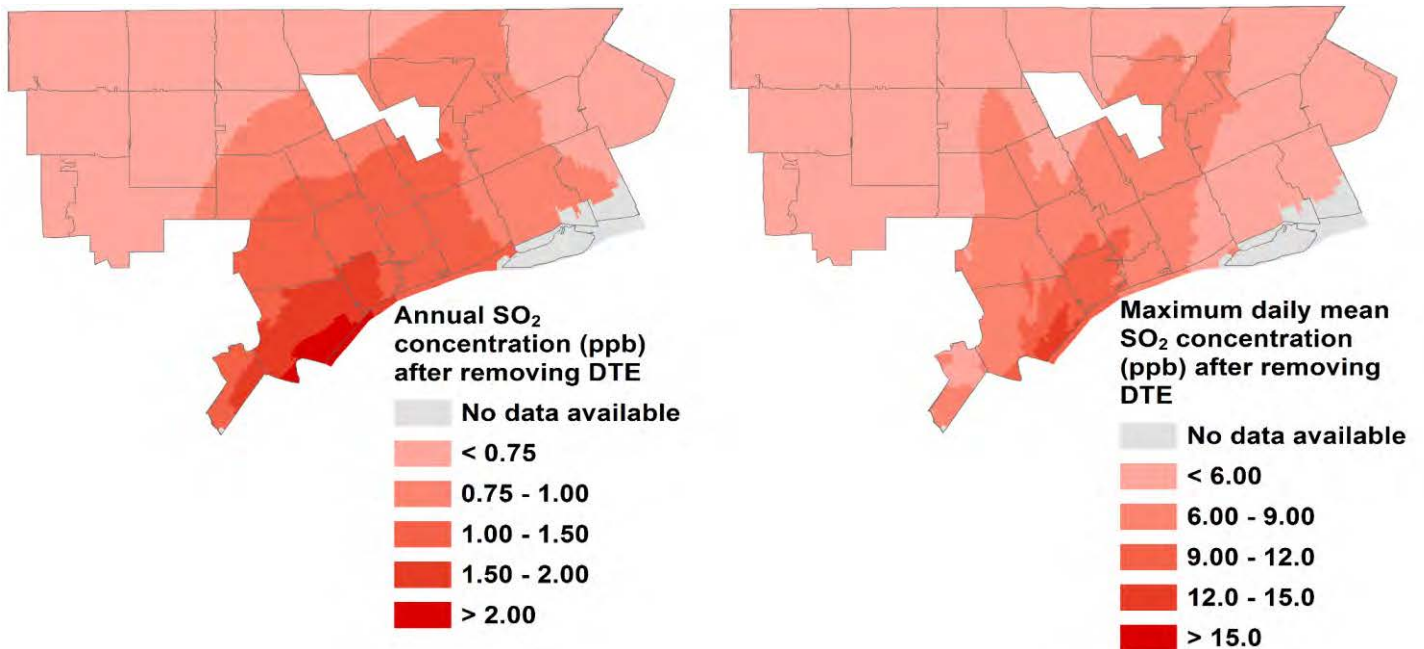 Annual SO₂
concentration (ppb)
after removing DTE
No data available
< 0.75
0.75 - 1.00
1.00 - 1.50
1.50 - 2.00
> 2.00
Maximum daily mean
SO₂ concentration
(ppb) after removing
DTE
No data available
< 6.00
6.00 - 9.00
9.00 - 12.0
12.0 - 15.0
> 15.0